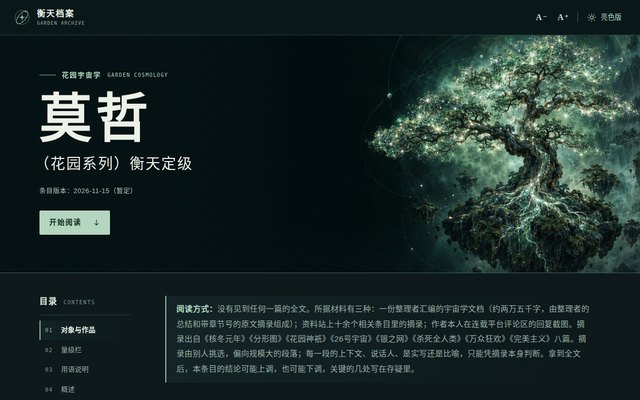 衡天档案
GARDEN ARCHIVE
A− A+ 亮色版
花园宇宙学 GARDEN COSMOLOGY
莫哲
（花园系列）衡天定级
条目版本：2026-11-15（暂定）
开始阅读 ↓
目录 CONTENTS
01 对象与作品
02 量级栏
03 用语说明
04 概述
阅读方式：没有见到任何一篇的全文。所据材料有三种：一份整理者汇编的宇宙学文档（约两万五千字，由整理者的
总结和带章节号的原文摘录组成）；资料站上十余个相关条目里的摘录；作者本人在连载平台评论区的回复截图。摘
录出自《核冬元年》《分形图》《花园神祇》《26号宇宙》《银之网》《杀死全人类》《万众狂欢》《完美主义》八篇。摘
录由别人挑选，偏向规模大的段落；每一段的上下文、说话人、是实写还是比喻，只能凭摘录本身判断。拿到全文
后，本条目的结论可能上调，也可能下调，关键的几处写在存疑里。